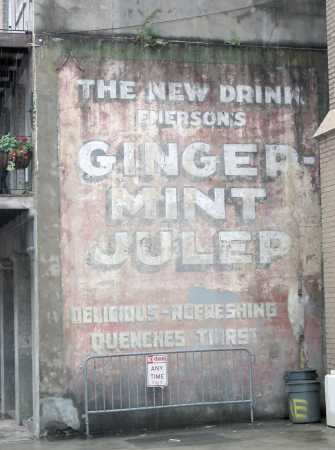 THE NEW DRINK
EMERSON'S
GINGER-
MINT
JULEP
DELICIOUS-REFRESHING
QUENCHES THIRST
ANY
TIME
E